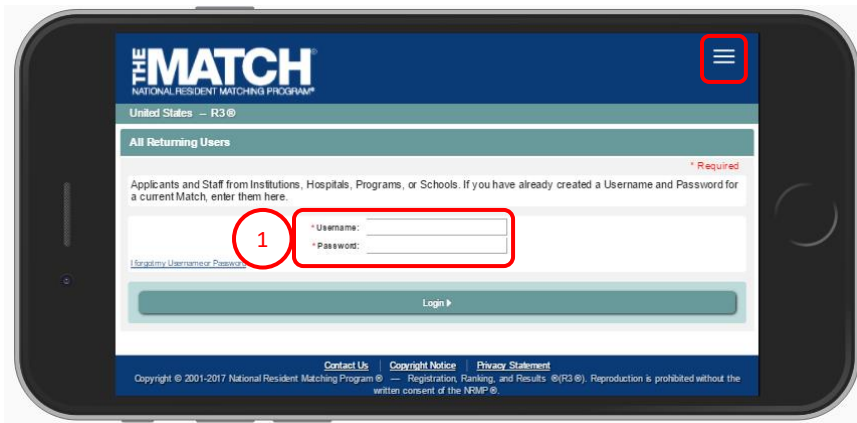 THE MATCH®
NATIONAL RESIDENT MATCHING PROGRAM®
United States – R3®
All Returning Users
* Required
Applicants and Staff from Institutions, Hospitals, Programs, or Schools. If you have already created a Username and Password for
a current Match, enter them here.
* Username:
1
* Password:
I forgot my Username or Password
Login
Contact Us | Copyright Notice | Privacy Statement
Copyright © 2001-2017 National Resident Matching Program ® — Registration, Ranking, and Results ®(R3 ®). Reproduction is prohibited without the
written consent of the NRMP ®.